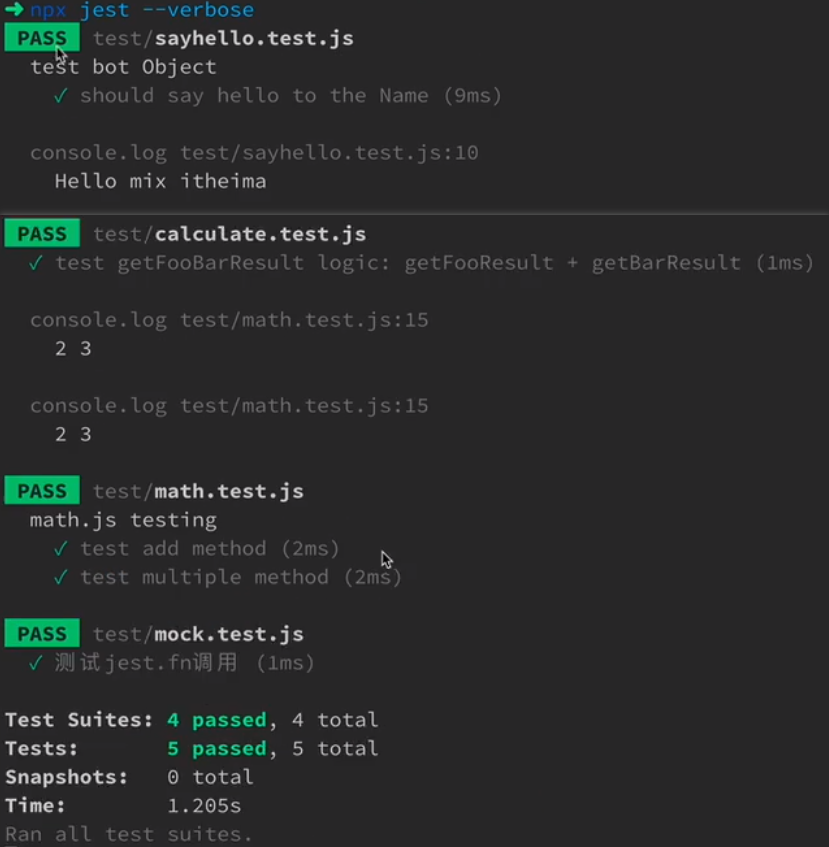 ➜ npx jest --verbose
PASS test/sayhello.test.js
test bot Object
✓ should say hello to the Name (9ms)
console.log test/sayhello.test.js:10
Hello mix itheima
PASS test/calculate.test.js
✓ test getFooBarResult logic: getFooResult + getBarResult (1ms)
console.log test/math.test.js:15
2 3
console.log test/math.test.js:15
2 3
PASS test/math.test.js
math.js testing
✓ test add method (2ms)
✓ test multiple method (2ms)
PASS test/mock.test.js
✓ 测试jest.fn调用 (1ms)
Test Suites: 4 passed, 4 total
Tests: 5 passed, 5 total
Snapshots: 0 total
Time: 1.205s
Ran all test suites.